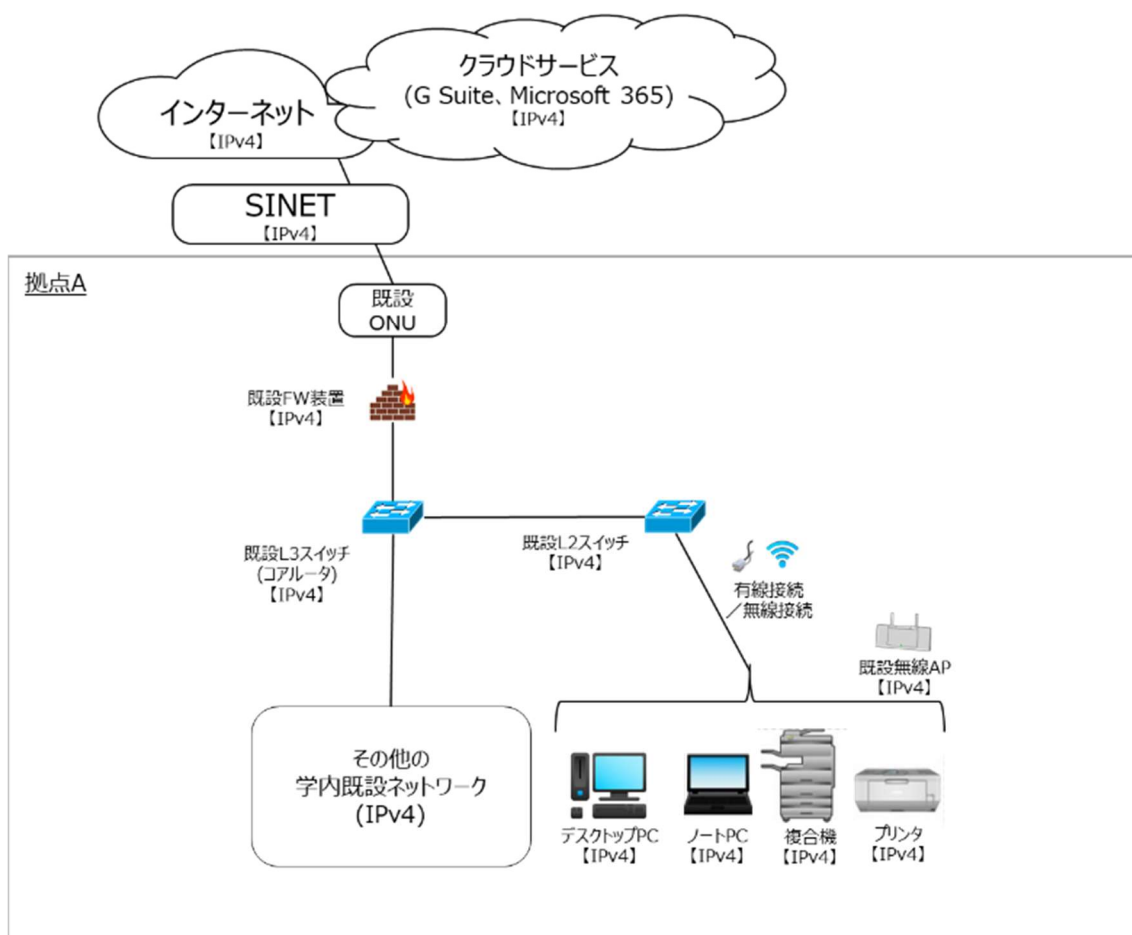 クラウドサービス
(G Suite、Microsoft 365)
【IPv4】
インターネット
【IPv4】
SINET
【IPv4】
拠点A
既設
ONU
既設FW装置
【IPv4】
既設L3スイッチ
(コアルータ)
【IPv4】
既設L2スイッチ
【IPv4】
有線接続
／無線接続
既設無線AP
【IPv4】
その他の
学内既設ネットワーク
(IPv4)
デスクトップPC
【IPv4】
ノートPC
【IPv4】
複合機
【IPv4】
プリンタ
【IPv4】